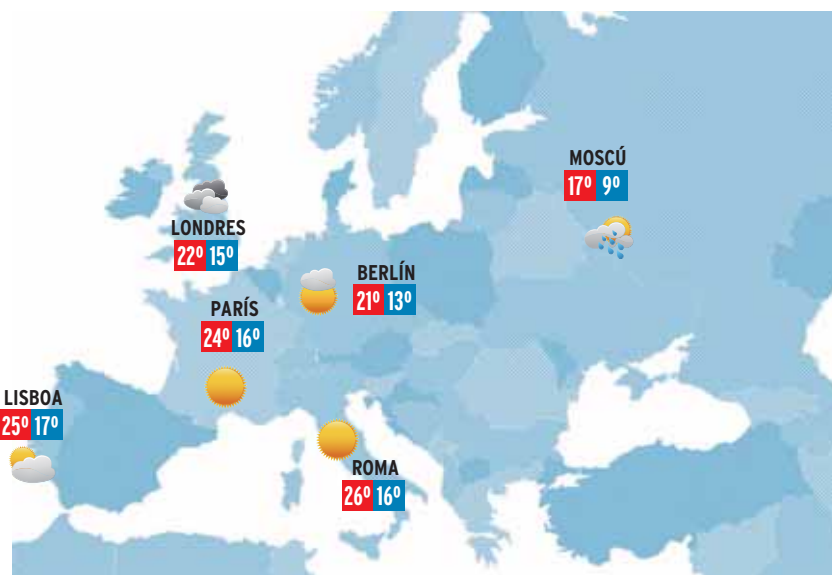 MOSCÚ
17º 9º
LONDRES
22º 15º
BERLÍN
21º 13º
PARÍS
24º 16º
LISBOA
25º 17º
ROMA
26º 16º